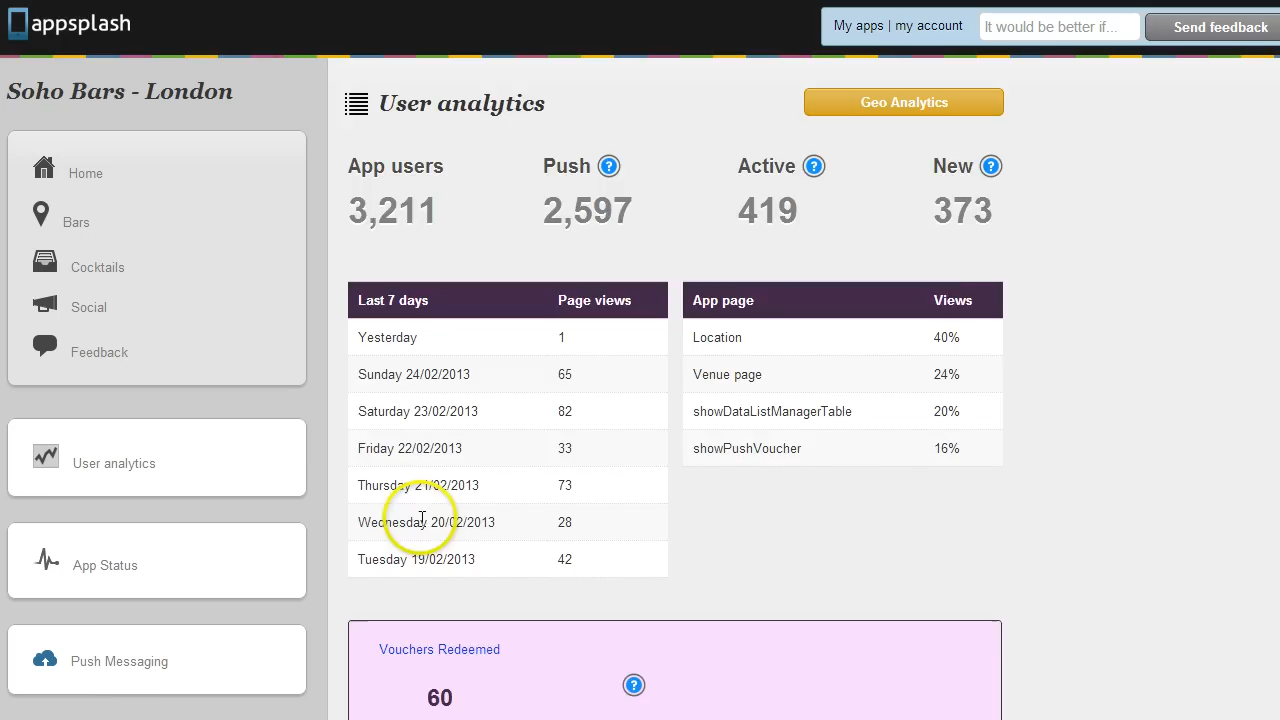 appsplash
My apps | my account
It would be better if...
Send feedback
Soho Bars - London
Home
Bars
Cocktails
Social
Feedback
User analytics
App Status
Push Messaging
User analytics
Geo Analytics
App users Push ? Active ? New ?
3,211 2,597 419 373
Last 7 days Page views
Yesterday 1
Sunday 24/02/2013 65
Saturday 23/02/2013 82
Friday 22/02/2013 33
Thursday 21/02/2013 73
Wednesday 20/02/2013 28
Tuesday 19/02/2013 42
App page Views
Location 40%
Venue page 24%
showDataListManagerTable 20%
showPushVoucher 16%
Vouchers Redeemed
60 ?